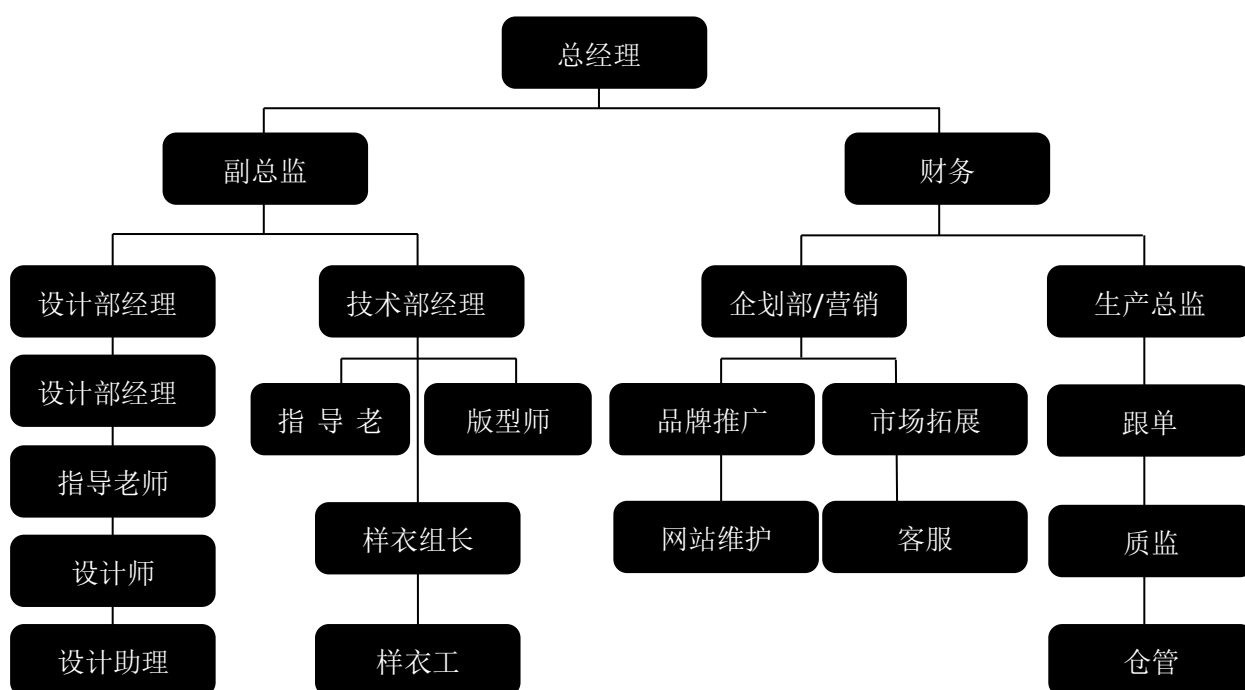 总经理
副总监
财务
设计部经理
技术部经理
企划部/营销
生产总监
设计部经理
指 导 老
版型师
品牌推广
市场拓展
跟单
指导老师
样衣组长
网站维护
客服
质监
设计师
设计助理
样衣工
仓管